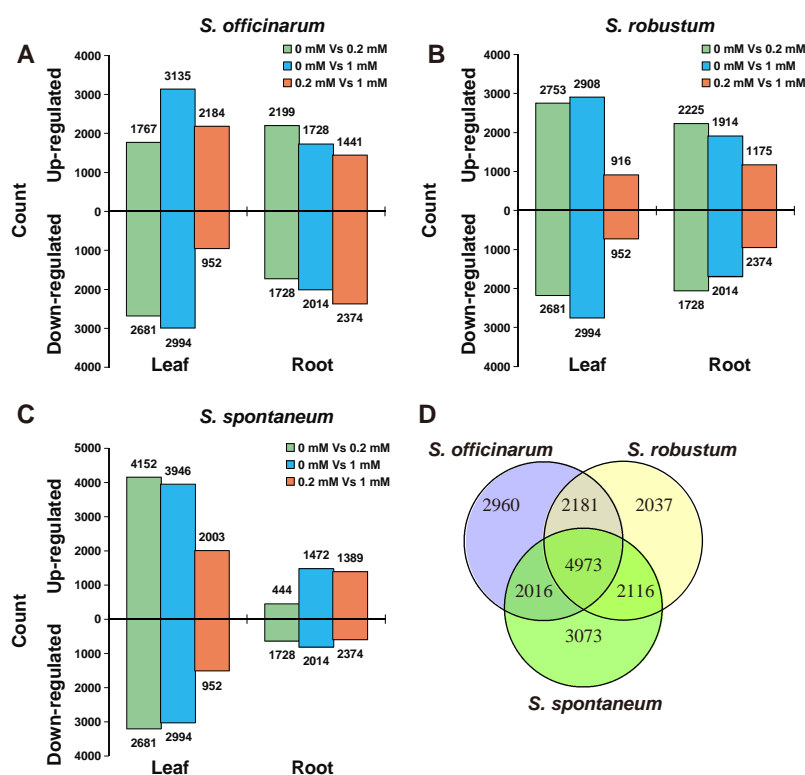 S. officinarum
A
0 mM Vs 0.2 mM
0 mM Vs 1 mM
0.2 mM Vs 1 mM
4000
3000
2000
1000
0
1000
2000
3000
4000
Count
Up-regulated
Down-regulated
1767
3135
2184
2199
1728
1441
2681
2994
952
1728
2014
2374
Leaf
Root
S. robustum
B
0 mM Vs 0.2 mM
0 mM Vs 1 mM
0.2 mM Vs 1 mM
4000
3000
2000
1000
0
1000
2000
3000
4000
Count
Up-regulated
Down-regulated
2753
2908
916
2225
1914
1175
2681
2994
952
1728
2014
2374
Leaf
Root
C
S. spontaneum
0 mM Vs 0.2 mM
0 mM Vs 1 mM
0.2 mM Vs 1 mM
5000
4000
3000
2000
1000
0
1000
2000
3000
4000
Count
Up-regulated
Down-regulated
4152
3946
2003
444
1472
1389
2681
2994
952
1728
2014
2374
Leaf
Root
D
S. officinarum
S. robustum
2960
2181
2037
4973
2016
2116
3073
S. spontaneum